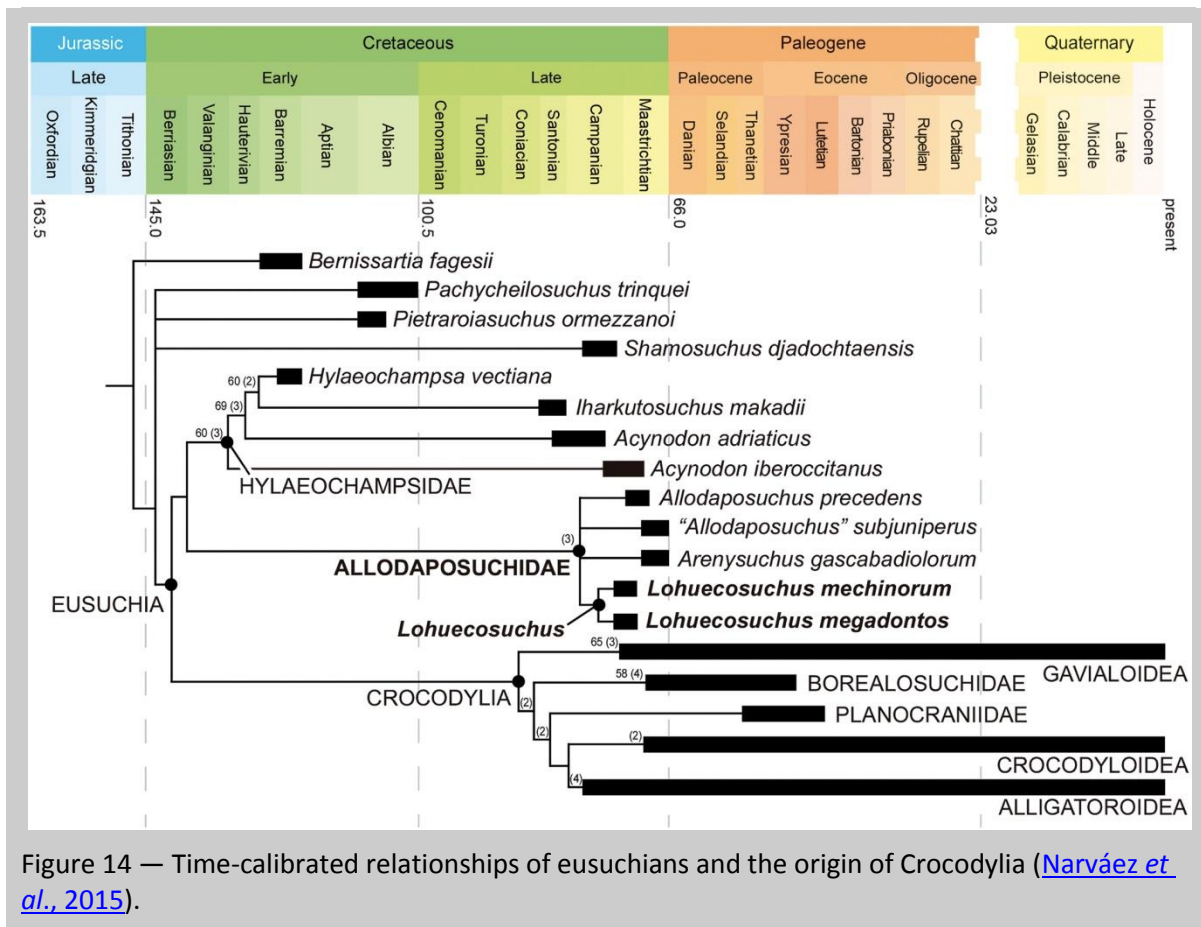 Jurassic Cretaceous Paleogene Quaternary
Late Early Late Paleocene Eocene Oligocene Pleistocene
Oxfordian Kimmeridgian Tithonian Berriasian Valanginian Hauterivian Barremian Aptian Albian Cenomanian Turonian Coniacian Santonian Campanian Maastrichtian Danian Selandian Thanetian Ypresian Lutetian Bartonian Priabonian Rupelian Chattian Gelasian Calabrian Middle Late Holocene
163.5 145.0 100.5 66.0 23.03 present
Bernissartia fagesii
Pachycheilosuchus trinquei
Pietraroiasuchus ormezzanoi
Shamosuchus djadochtaensis
60 (2) Hylaeochampsa vectiana
69 (3) Iharkutosuchus makadii
60 (3) Acynodon adriaticus
Acynodon iberoccitanus
HYLAEOCHAMPSIDAE
Allodaposuchus precedens
"Allodaposuchus" subjuniperus
(3)
Arenysuchus gascabadiolorum
ALLODAPOSUCHIDAE
Lohuecosuchus mechinorum
EUSUCHIA
Lohuecosuchus megadontos
Lohuecosuchus
65 (3)
GAVIALOIDEA
58 (4) BOREALOSUCHIDAE
CROCODYLIA (2)
PLANOCRANIIDAE
(2) (2)
CROCODYLOIDEA
(4)
ALLIGATOROIDEA
Figure 14 — Time-calibrated relationships of eusuchians and the origin of Crocodylia (Narváez et
al., 2015).